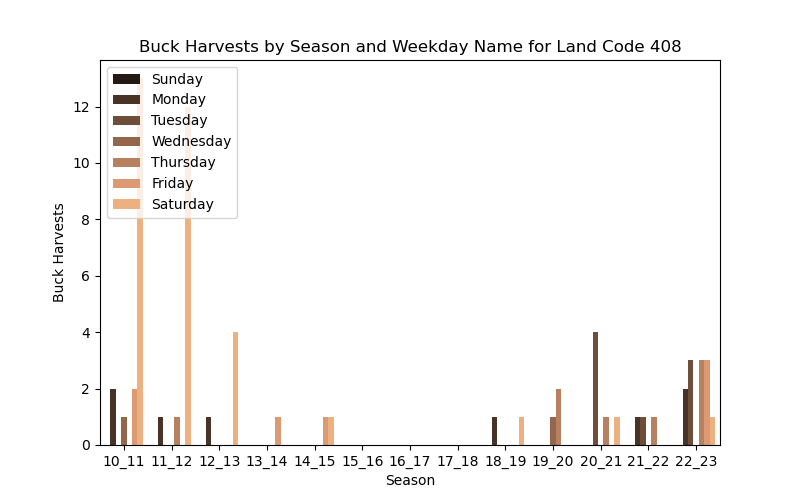 Buck Harvests by Season and Weekday Name for Land Code 408
Sunday
Monday
Tuesday
Wednesday
Thursday
Friday
Saturday
12
10
8
6
4
2
0
Buck Harvests
10_11 11_12 12_13 13_14 14_15 15_16 16_17 17_18 18_19 19_20 20_21 21_22 22_23
Season